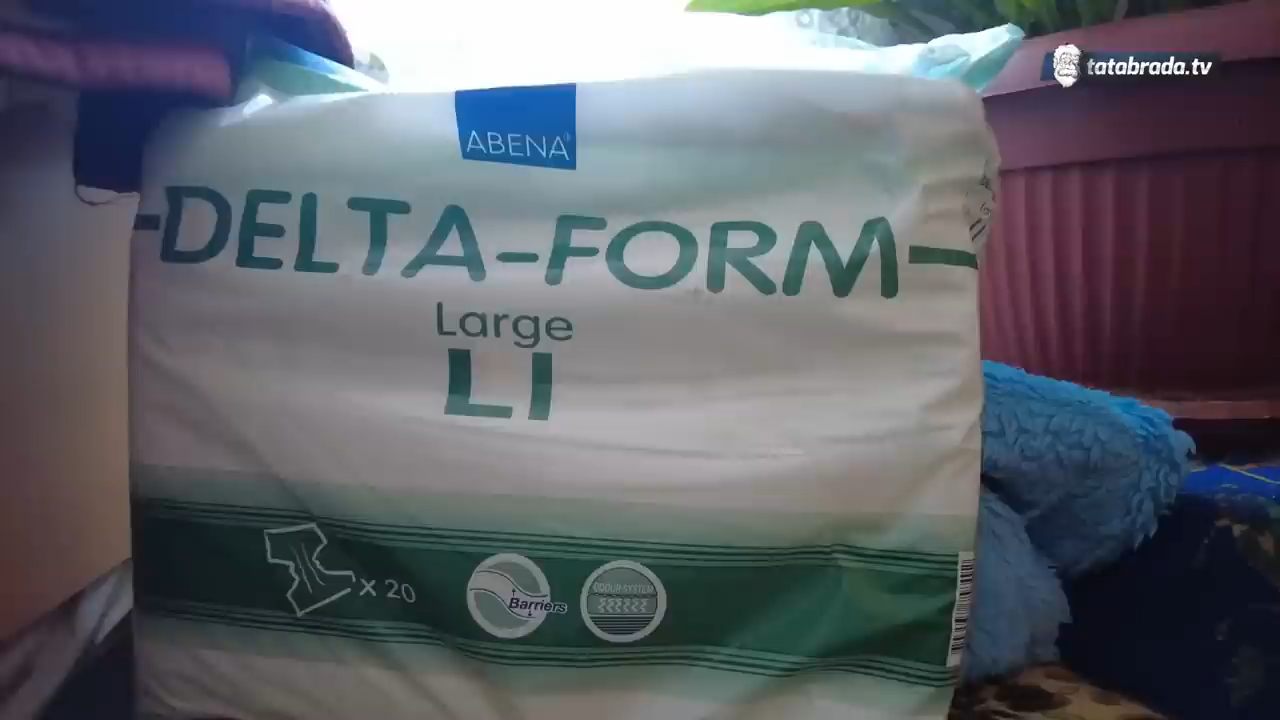 tatabrada.tv
ABENA®
-DELTA-FORM-
Large
L1
x 20
Barriers
ODOUR SYSTEM